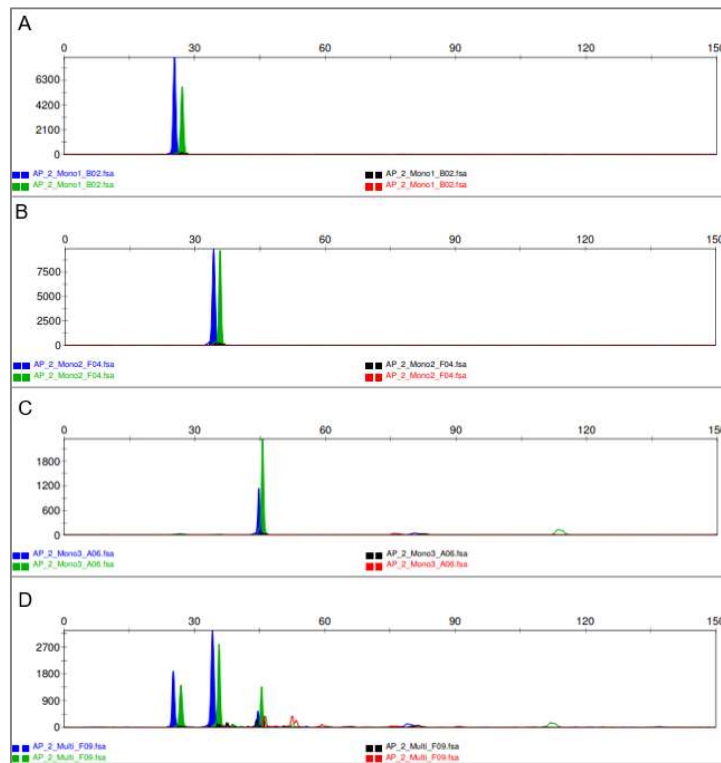 A
0 30 60 90 120 150
6300
4200
2100
0
AP_2_Mono1_B02.fsa AP_2_Mono1_B02.fsa
AP_2_Mono1_B02.fsa AP_2_Mono1_B02.fsa
B
0 30 60 90 120 150
7500
5000
2500
0
AP_2_Mono2_F04.fsa AP_2_Mono2_F04.fsa
AP_2_Mono2_F04.fsa AP_2_Mono2_F04.fsa
C
0 30 60 90 120 150
1800
1200
600
0
AP_2_Mono3_A06.fsa AP_2_Mono3_A06.fsa
AP_2_Mono3_A06.fsa AP_2_Mono3_A06.fsa
D
0 30 60 90 120 150
2700
1800
900
0
AP_2_Multi_F09.fsa AP_2_Multi_F09.fsa
AP_2_Multi_F09.fsa AP_2_Multi_F09.fsa